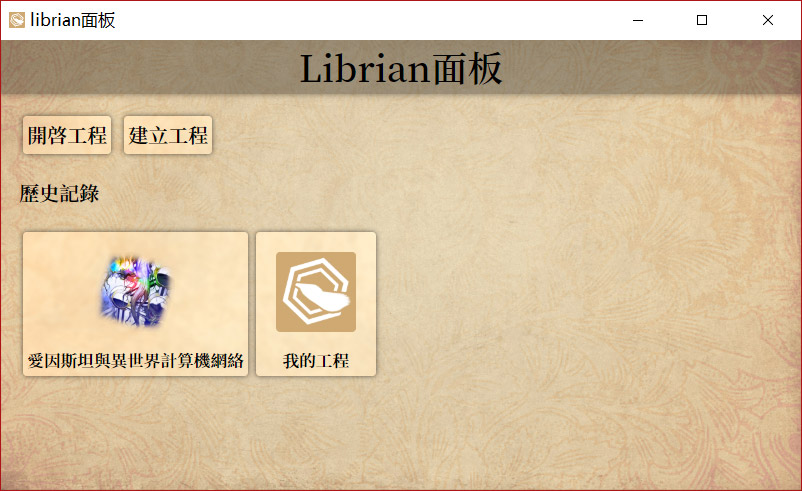 librian面板
Librian面板
開啓工程 建立工程
歷史記錄
愛因斯坦與異世界計算機網絡 我的工程